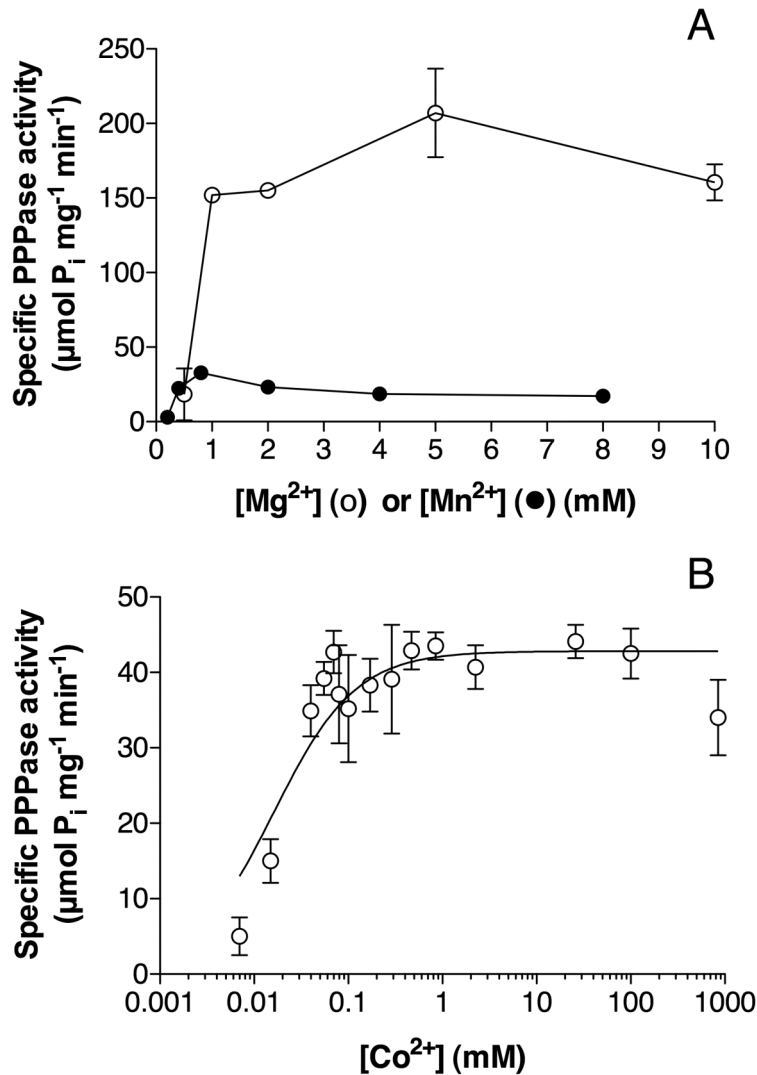 A
250
200
150
100
50
0
Specific PPPase activity
(µmol Pi mg-1 min-1)
0 1 2 3 4 5 6 7 8 9 10
[Mg2+] (o) or [Mn2+] (●) (mM)
B
50
40
30
20
10
0
Specific PPPase activity
(µmol Pi mg-1 min-1)
0.001 0.01 0.1 1 10 100 1000
[Co2+] (mM)